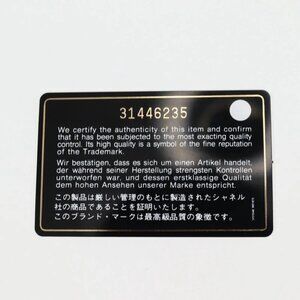 31446235
We certify the authenticity of this item and confirm
that it has been subjected to the most exacting quality
control. Its high quality is a symbol of the fine reputation
of the Trademark.
Wir bestätigen, dass es sich um einen Artikel handelt,
der während seiner Herstellung strengsten Kontrollen
unterworfen war, und dessen erstklassige Qualität
dem hohen Ansehen unserer Marke entspricht.
この製品は厳しい管理のもとに製造されたシャネル
社の商品であることを証明いたします。
このブランド・マークは最高級品質の象徴です。